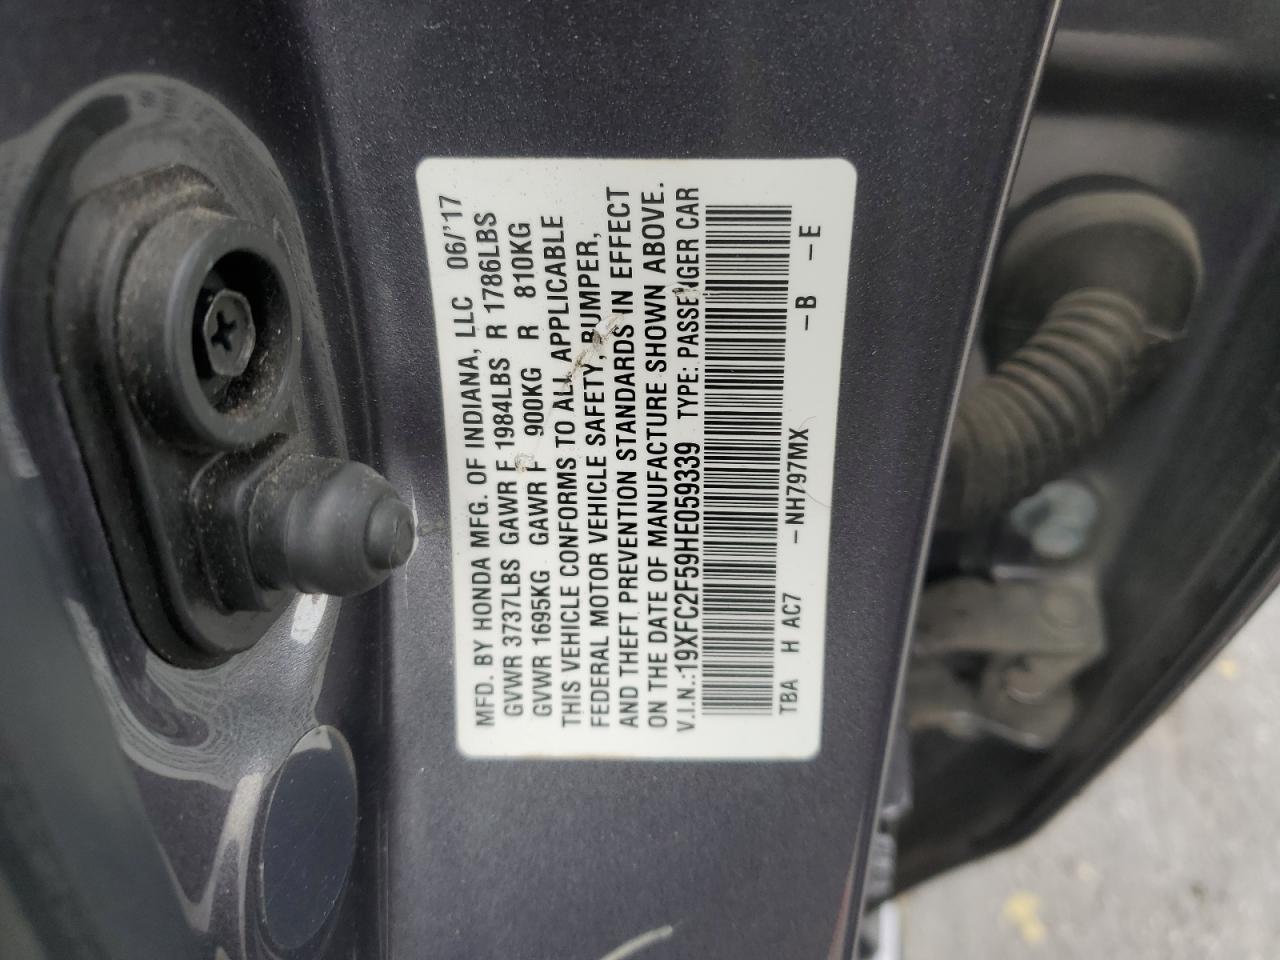 MFD. BY HONDA MFG. OF INDIANA, LLC 06/'17
GVWR 3737LBS GAWR F 1984LBS R 1786LBS
GVWR 1695KG GAWR F 900KG R 810KG
THIS VEHICLE CONFORMS TO ALL APPLICABLE
FEDERAL MOTOR VEHICLE SAFETY, BUMPER,
AND THEFT PREVENTION STANDARDS IN EFFECT
ON THE DATE OF MANUFACTURE SHOWN ABOVE.
V.I.N.:19XFC2F59HE059339 TYPE: PASSENGER CAR
TBA H AC7 -NH797MX -B -E